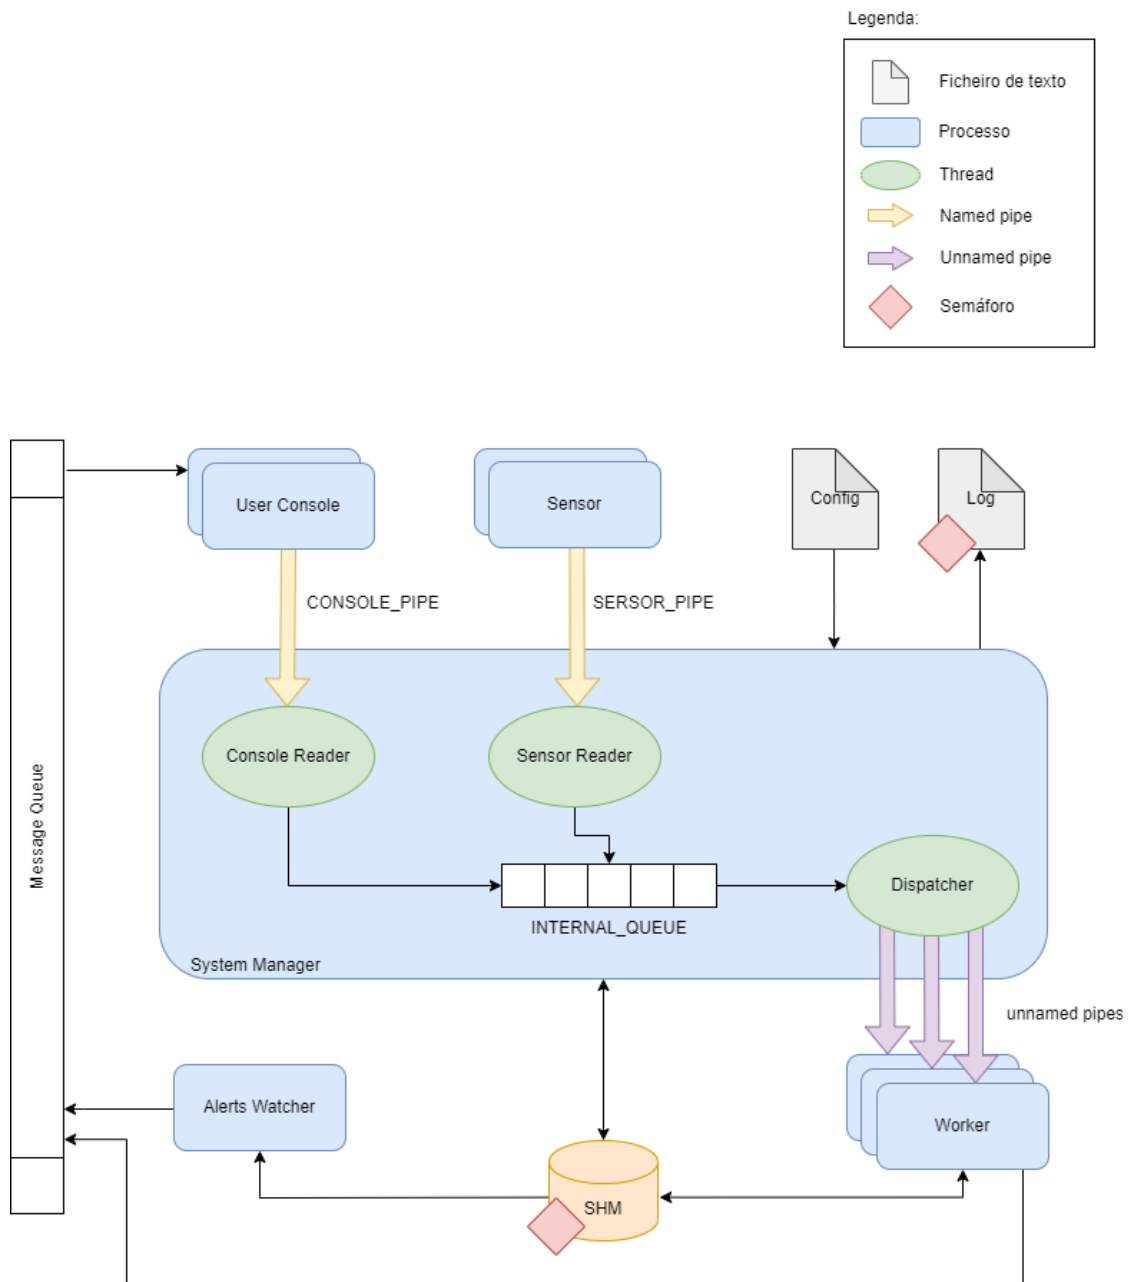 Legenda:
Ficheiro de texto
Processo
Thread
Named pipe
Unnamed pipe
Semáforo
User Console
Sensor
Config
Log
CONSOLE_PIPE
SERSOR_PIPE
Console Reader
Sensor Reader
Message Queue
Dispatcher
INTERNAL_QUEUE
System Manager
unnamed pipes
Alerts Watcher
Worker
SHM